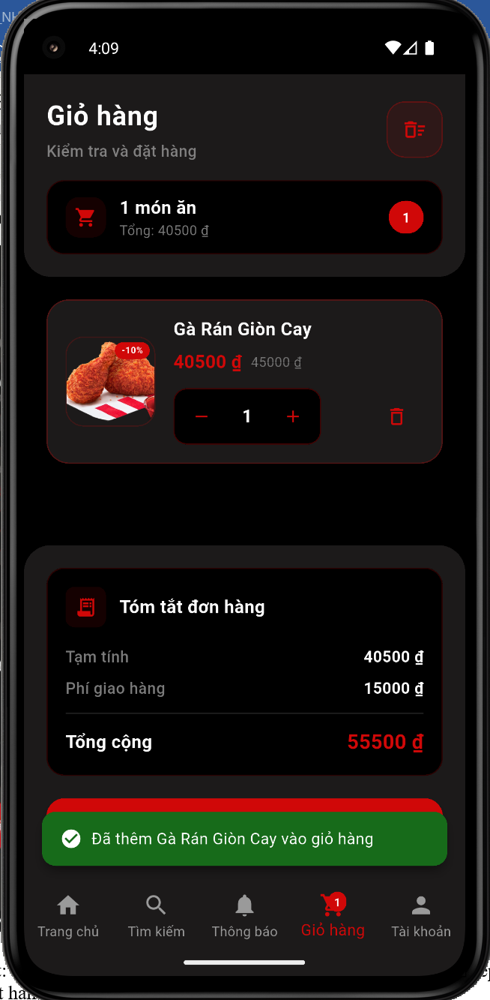 4:09
Giỏ hàng
Kiểm tra và đặt hàng
1 món ăn
Tổng: 40500 ₫
1
Gà Rán Giòn Cay
-10%
40500 ₫ 45000 ₫
1
Tóm tắt đơn hàng
Tạm tính 40500 ₫
Phí giao hàng 15000 ₫
Tổng cộng 55500 ₫
Đã thêm Gà Rán Giòn Cay vào giỏ hàng
1
Trang chủ Tìm kiếm Thông báo Giỏ hàng Tài khoản